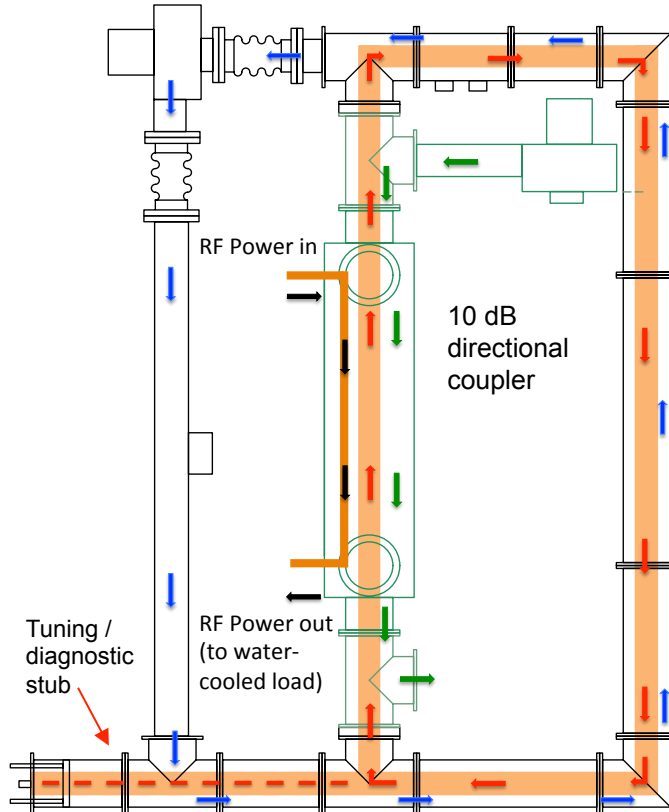 RF Power in
10 dB
directional
coupler
RF Power out
(to water-
cooled load)
Tuning /
diagnostic
stub